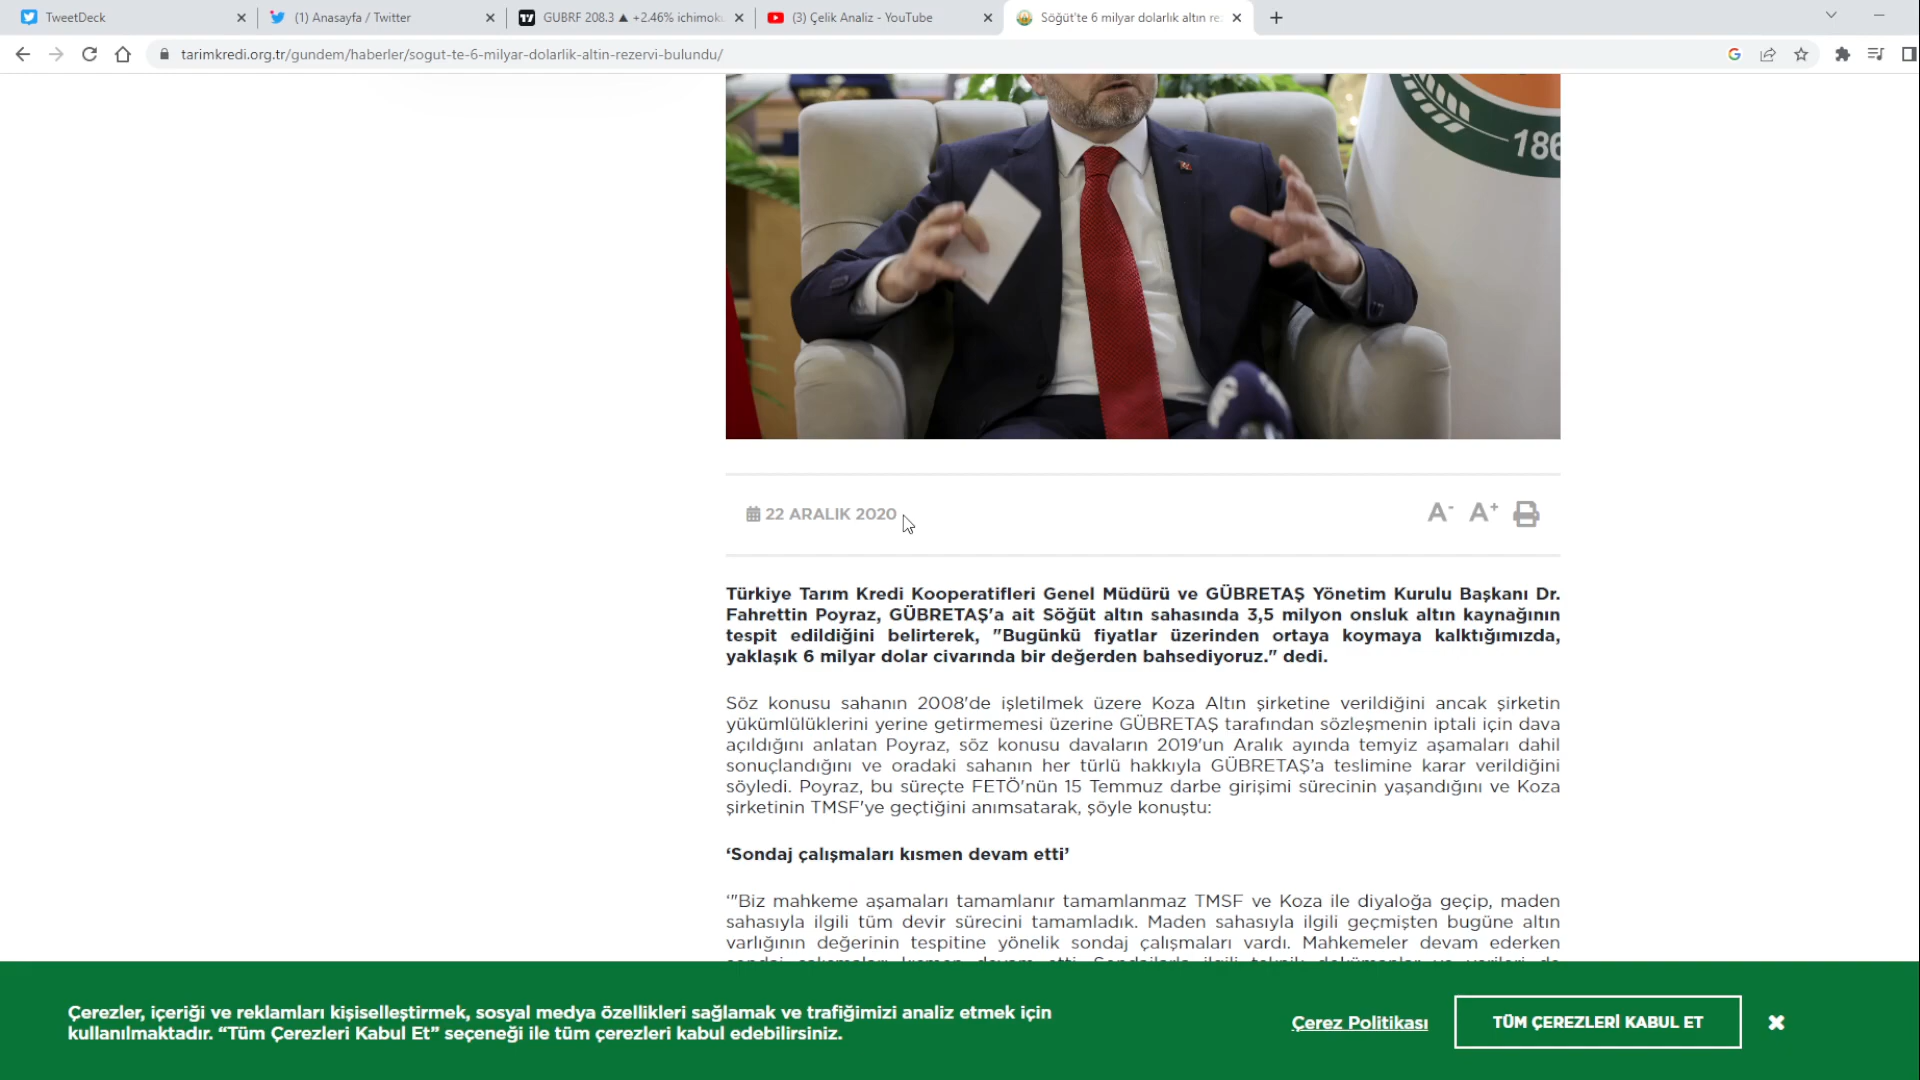 TweetDeck
(1) Anasayfa / Twitter
GUBRF 208.3 ▲ +2.46% ichimoku
(3) Çelik Analiz - YouTube
Söğüt'te 6 milyar dolarlık altın re
tarimkredi.org.tr/gundem/haberler/sogut-te-6-milyar-dolarlik-altin-rezervi-bulundu/
186
22 ARALIK 2020
A- A+
Türkiye Tarım Kredi Kooperatifleri Genel Müdürü ve GÜBRETAŞ Yönetim Kurulu Başkanı Dr.
Fahrettin Poyraz, GÜBRETAŞ'a ait Söğüt altın sahasında 3,5 milyon onsluk altın kaynağının
tespit edildiğini belirterek, "Bugünkü fiyatlar üzerinden ortaya koymaya kalktığımızda,
yaklaşık 6 milyar dolar civarında bir değerden bahsediyoruz." dedi.
Söz konusu sahanın 2008'de işletilmek üzere Koza Altın şirketine verildiğini ancak şirketin
yükümlülüklerini yerine getirmemesi üzerine GÜBRETAŞ tarafından sözleşmenin iptali için dava
açıldığını anlatan Poyraz, söz konusu davaların 2019'un Aralık ayında temyiz aşamaları dahil
sonuçlandığını ve oradaki sahanın her türlü hakkıyla GÜBRETAŞ'a teslimine karar verildiğini
söyledi. Poyraz, bu süreçte FETÖ'nün 15 Temmuz darbe girişimi sürecinin yaşandığını ve Koza
şirketinin TMSF'ye geçtiğini anımsatarak, şöyle konuştu:
‘Sondaj çalışmaları kısmen devam etti’
‘"Biz mahkeme aşamaları tamamlanır tamamlanmaz TMSF ve Koza ile diyaloğa geçip, maden
sahasıyla ilgili tüm devir sürecini tamamladık. Maden sahasıyla ilgili geçmişten bugüne altın
varlığının değerinin tespitine yönelik sondaj çalışmaları vardı. Mahkemeler devam ederken
Çerezler, içeriği ve reklamları kişiselleştirmek, sosyal medya özellikleri sağlamak ve trafiğimizi analiz etmek için
kullanılmaktadır. “Tüm Çerezleri Kabul Et” seçeneği ile tüm çerezleri kabul edebilirsiniz.
Çerez Politikası
TÜM ÇEREZLERİ KABUL ET